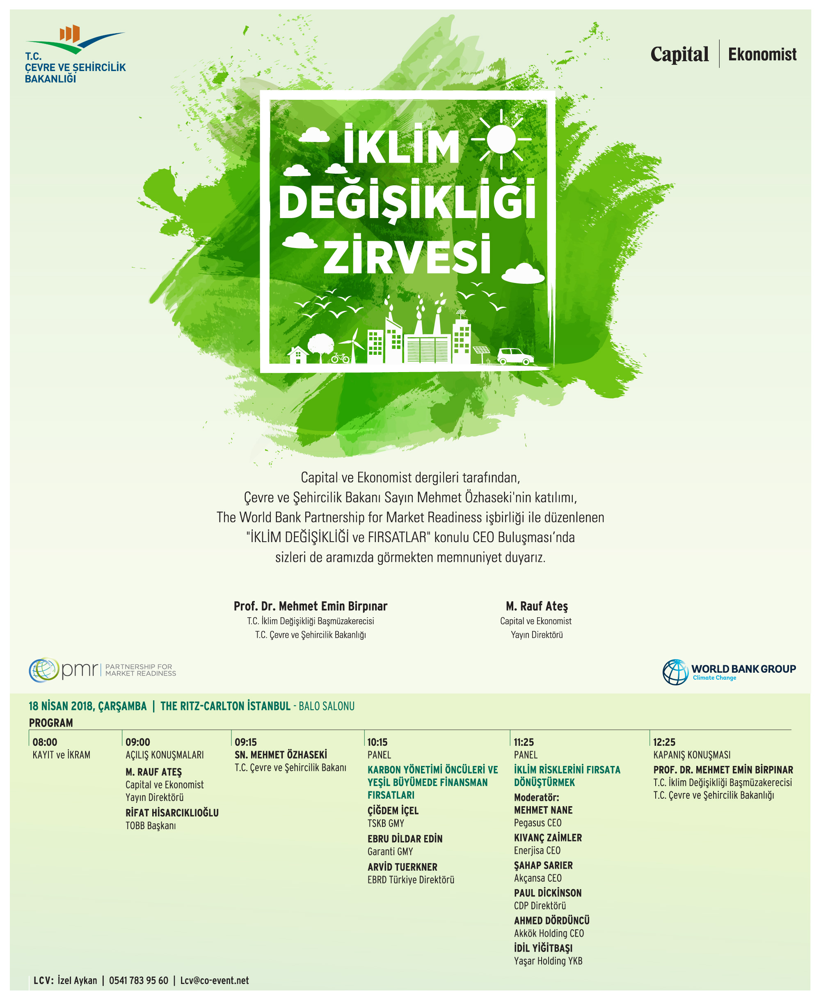 T.C.
ÇEVRE VE ŞEHİRCİLİK
BAKANLIĞI
Capital | Ekonomist
İKLİM
DEĞİŞİKLİĞİ
ZİRVESİ
Capital ve Ekonomist dergileri tarafından,
Çevre ve Şehircilik Bakanı Sayın Mehmet Özhaseki'nin katılımı,
The World Bank Partnership for Market Readiness işbirliği ile düzenlenen
"İKLİM DEĞİŞİKLİĞİ ve FIRSATLAR" konulu CEO Buluşması’nda
sizleri de aramızda görmekten memnuniyet duyarız.
Prof. Dr. Mehmet Emin Birpınar
T.C. İklim Değişikliği Başmüzakerecisi
T.C. Çevre ve Şehircilik Bakanlığı
M. Rauf Ateş
Capital ve Ekonomist
Yayın Direktörü
pmr | PARTNERSHIP FOR
MARKET READINESS
WORLD BANK GROUP
Climate Change
18 NİSAN 2018, ÇARŞAMBA | THE RITZ-CARLTON İSTANBUL - BALO SALONU
PROGRAM
08:00
KAYIT ve İKRAM
09:00
AÇILIŞ KONUŞMALARI
M. RAUF ATEŞ
Capital ve Ekonomist
Yayın Direktörü
RİFAT HİSARCIKLIOĞLU
TOBB Başkanı
09:15
SN. MEHMET ÖZHASEKİ
T.C. Çevre ve Şehircilik Bakanı
10:15
PANEL
KARBON YÖNETİMİ ÖNCÜLERİ VE
YEŞİL BÜYÜMEDE FİNANSMAN
FIRSATLARI
ÇİĞDEM İÇEL
TSKB GMY
EBRU DİLDAR EDİN
Garanti GMY
ARVİD TUERKNER
EBRD Türkiye Direktörü
11:25
PANEL
İKLİM RİSKLERİNİ FIRSATA
DÖNÜŞTÜRMEK
Moderatör:
MEHMET NANE
Pegasus CEO
KIVANÇ ZAİMLER
Enerjisa CEO
ŞAHAP SARIER
Akçansa CEO
PAUL DİCKİNSON
CDP Direktörü
AHMED DÖRDÜNCÜ
Akkök Holding CEO
İDİL YİĞİTBAŞI
Yaşar Holding YKB
12:25
KAPANIŞ KONUŞMASI
PROF. DR. MEHMET EMİN BİRPINAR
T.C. İklim Değişikliği Başmüzakerecisi
T.C. Çevre ve Şehircilik Bakanlığı
LCV: İzel Aykan | 0541 783 95 60 | Lcv@co-event.net